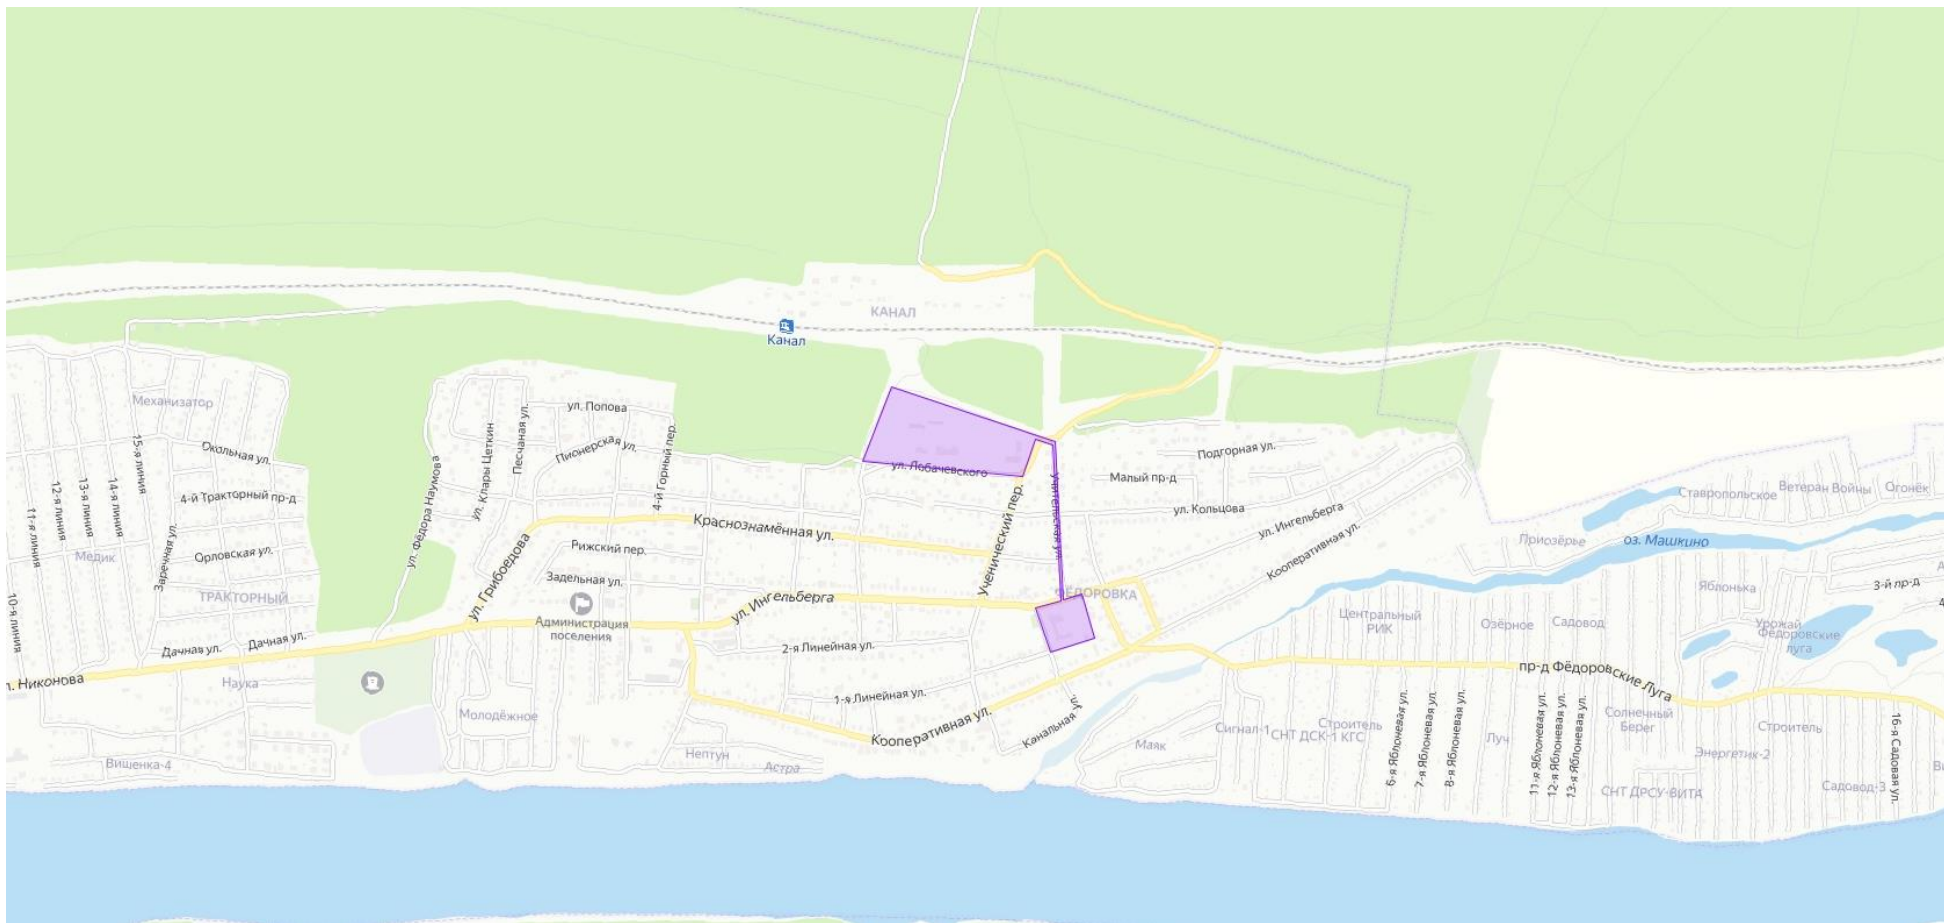 КАНАЛ
Канал
Механизатор
ул. Попова
Песчаная ул.
ул. Клары Цеткин
Пионерская ул.
4-й Горный пер.
Окольная ул.
15-я линия
14-я линия
13-я линия
12-я линия
11-я линия
10-я линия
4-й Тракторный пр-д
ул. Фёдора Наумова
Заречная ул.
Орловская ул.
Медик
ТРАКТОРНЫЙ
ул. Лобачевского
Учительская ул.
Ученический пер.
Подгорная ул.
Малый пр-д
ул. Кольцова
ул. Ингельберга
Кооперативная ул.
Краснознамённая ул.
Рижский пер.
Задельная ул.
ул. Грибоедова
ул. Ингельберга
ФЁДОРОВКА
Администрация
поселения
Дачная ул.
Дачная ул.
2-я Линейная ул.
1-я Линейная ул.
Наука
л. Никонова
Молодёжное
Кооперативная ул.
Канальная ул.
Нептун
Астра
Вишенка-4
Ставропольское
Ветеран Войны
Огонёк
Приозёрье
оз. Машкино
Яблонька
3-й пр-д
Центральный
РИК
Озёрное
Садовод
Урожай
Фёдоровские
луга
пр-д Фёдоровские Луга
Маяк
Сигнал-1
Строитель
СНТ ДСК-1 КГС
6-я Яблоневая ул.
7-я Яблоневая ул.
8-я Яблоневая ул.
Луч
11-я Яблоневая ул.
12-я Яблоневая ул.
13-я Яблоневая ул.
Солнечный
Берег
Строитель
Энергетик-2
16-я Садовая ул.
СНТ ДРСУ-ВИТА
Садовод-3